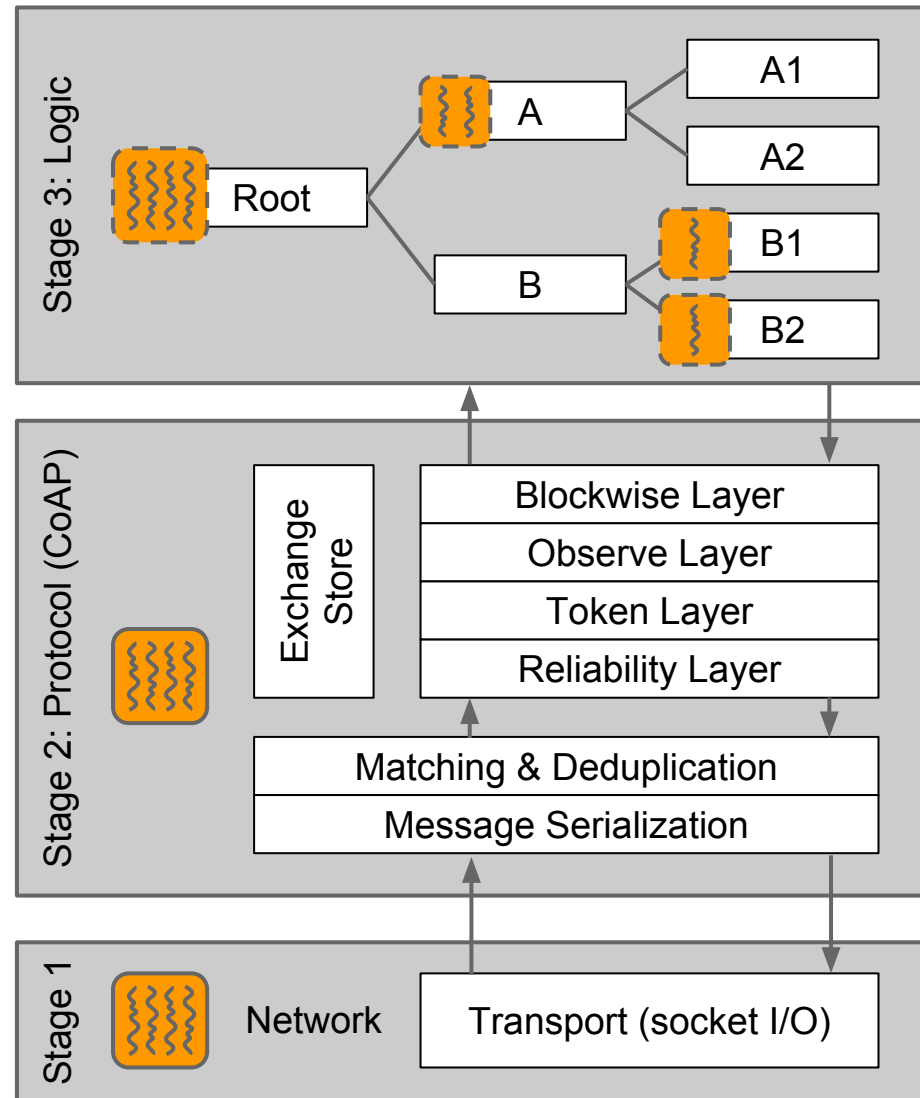 Stage 3: Logic
Root
A
A1
A2
B
B1
B2
Stage 2: Protocol (CoAP)
Exchange
Store
Blockwise Layer
Observe Layer
Token Layer
Reliability Layer
Matching & Deduplication
Message Serialization
Stage 1
Network
Transport (socket I/O)